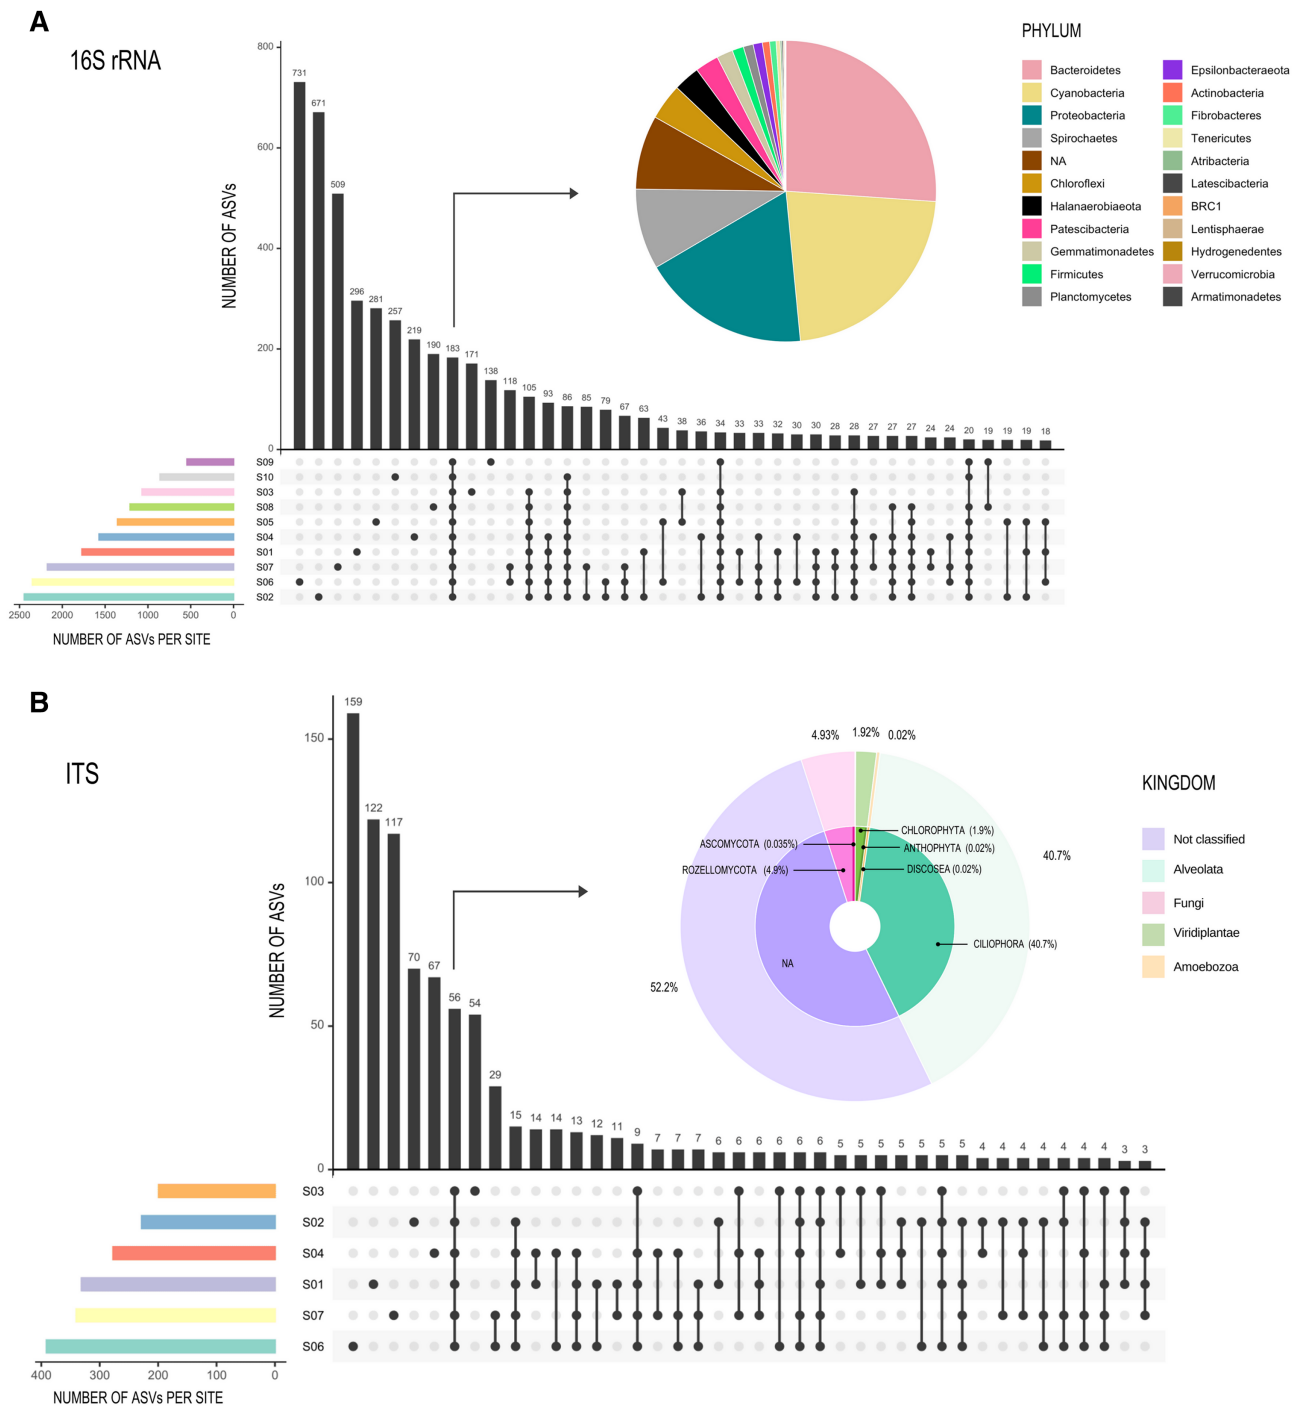 A
16S rRNA
NUMBER OF ASVs
800
600
400
200
0
731
671
509
296
281
257
219
190
183
171
138
118
105
93
86
85
79
67
63
43
38
36
34
33
33
32
30
30
28
28
27
27
27
24
24
20
19
19
19
18
PHYLUM
Bacteroidetes
Cyanobacteria
Proteobacteria
Spirochaetes
NA
Chloroflexi
Halanaerobiaeota
Patescibacteria
Gemmatimonadetes
Firmicutes
Planctomycetes
Epsilonbacteraeota
Actinobacteria
Fibrobacteres
Tenericutes
Atribacteria
Latescibacteria
BRC1
Lentisphaerae
Hydrogenedentes
Verrucomicrobia
Armatimonadetes
S09
S10
S03
S08
S05
S04
S01
S07
S06
S02
2500 2000 1500 1000 500 0
NUMBER OF ASVs PER SITE
B
ITS
NUMBER OF ASVs
150
100
50
0
159
122
117
70
67
56
54
29
15
14
14
13
12
11
9
7
7
7
6
6
6
6
6
6
5
5
5
5
5
5
5
4
4
4
4
4
4
4
3
3
4.93%
1.92%
0.02%
40.7%
52.2%
CHLOROPHYTA (1.9%)
ASCOMYCOTA (0.035%)
ANTHOPHYTA (0.02%)
ROZELLOMYCOTA (4.9%)
DISCOSEA (0.02%)
CILIOPHORA (40.7%)
NA
KINGDOM
Not classified
Alveolata
Fungi
Viridiplantae
Amoebozoa
S03
S02
S04
S01
S07
S06
400 300 200 100 0
NUMBER OF ASVs PER SITE